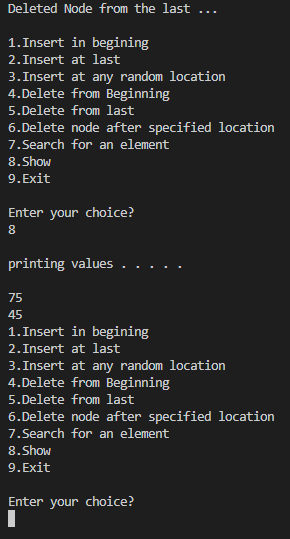 Deleted Node from the last ...
1.Insert in begining
2.Insert at last
3.Insert at any random location
4.Delete from Beginning
5.Delete from last
6.Delete node after specified location
7.Search for an element
8.Show
9.Exit
Enter your choice?
8
printing values . . . . .
75
45
1.Insert in begining
2.Insert at last
3.Insert at any random location
4.Delete from Beginning
5.Delete from last
6.Delete node after specified location
7.Search for an element
8.Show
9.Exit
Enter your choice?